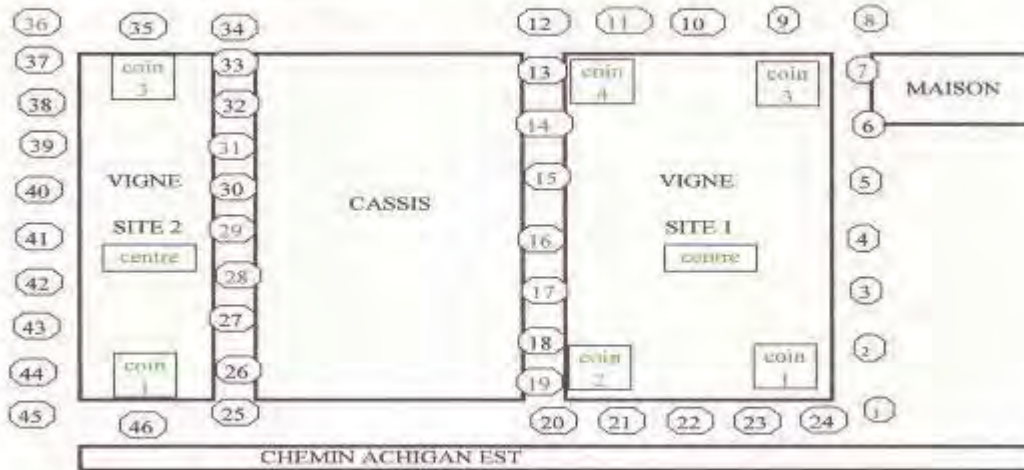 36 35 34 12 11 10 9 8
37 coin 3 33 13 coin 4 coin 3 7 MAISON
38 32 14 6
39 31 15 5
40 VIGNE 30 CASSIS VIGNE
41 SITE 2 29 16 SITE 1 4
centre centre
42 28 17 3
43 27 18 2
44 coin 1 26 19 coin 2 coin 1
45 46 25 20 21 22 23 24 1
CHEMIN ACHIGAN EST